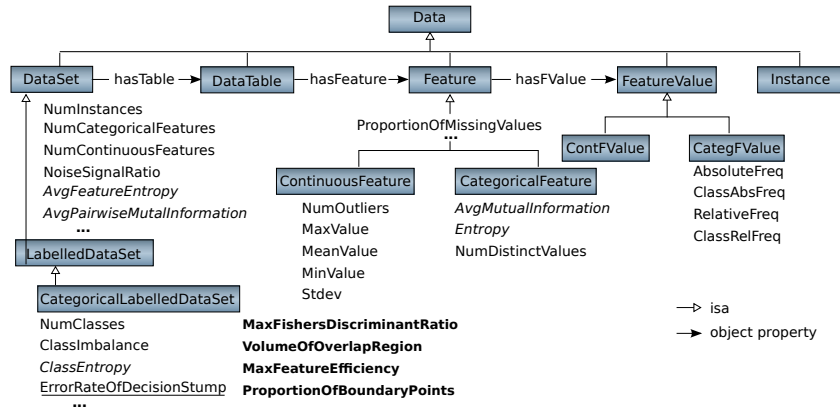 Data
DataSet hasTable DataTable hasFeature Feature hasFValue FeatureValue Instance
NumInstances
NumCategoricalFeatures
NumContinuousFeatures
NoiseSignalRatio
AvgFeatureEntropy
AvgPairwiseMutalInformation
...
LabelledDataSet
CategoricalLabelledDataSet
NumClasses
ClassImbalance
ClassEntropy
ErrorRateOfDecisionStump
...
MaxFishersDiscriminantRatio
VolumeOfOverlapRegion
MaxFeatureEfficiency
ProportionOfBoundaryPoints
ProportionOfMissingValues
...
ContinuousFeature
NumOutliers
MaxValue
MeanValue
MinValue
Stdev
CategoricalFeature
AvgMutualInformation
Entropy
NumDistinctValues
ContFValue
CategFValue
AbsoluteFreq
ClassAbsFreq
RelativeFreq
ClassRelFreq
isa
object property